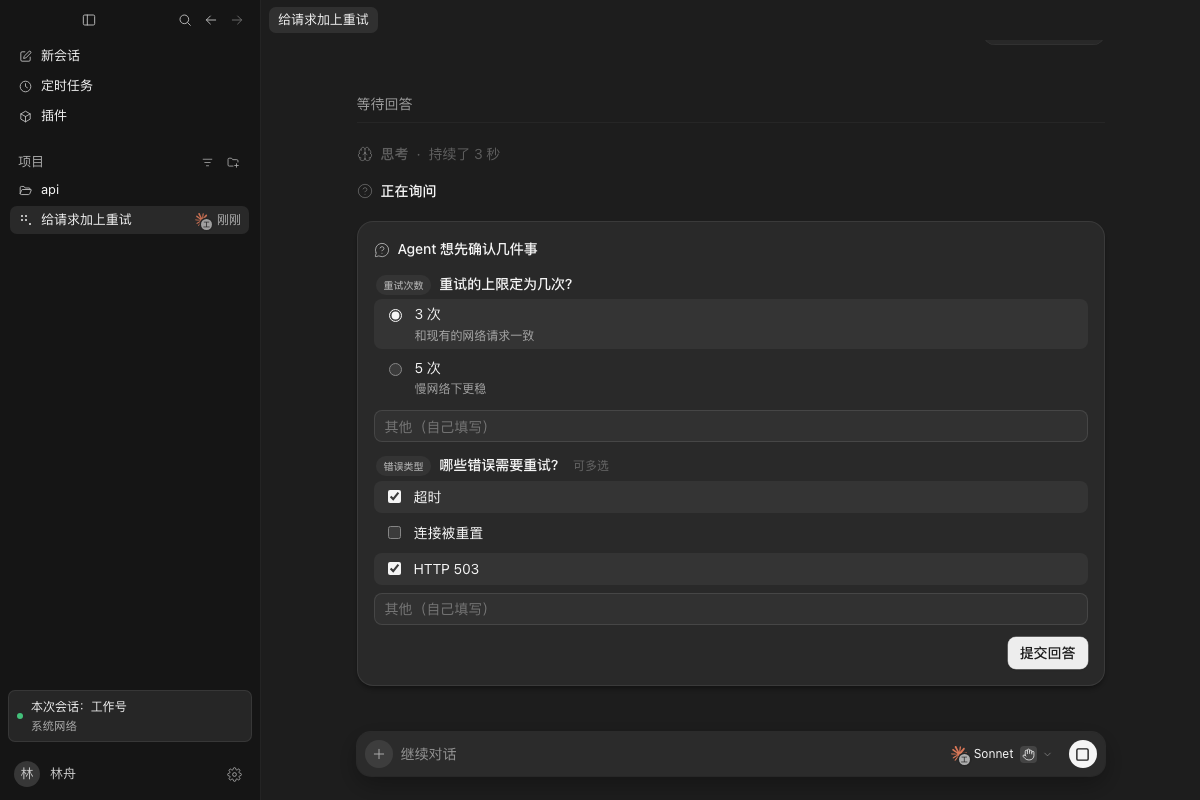 给请求加上重试
新会话
定时任务
插件
项目
api
给请求加上重试 工 刚刚
等待回答
思考 · 持续了 3 秒
正在询问
Agent 想先确认几件事
重试次数 重试的上限定为几次？
3 次
和现有的网络请求一致
5 次
慢网络下更稳
其他（自己填写）
错误类型 哪些错误需要重试？ 可多选
超时
连接被重置
HTTP 503
其他（自己填写）
提交回答
本次会话：工作号
系统网络
林 林舟
继续对话 工 Sonnet